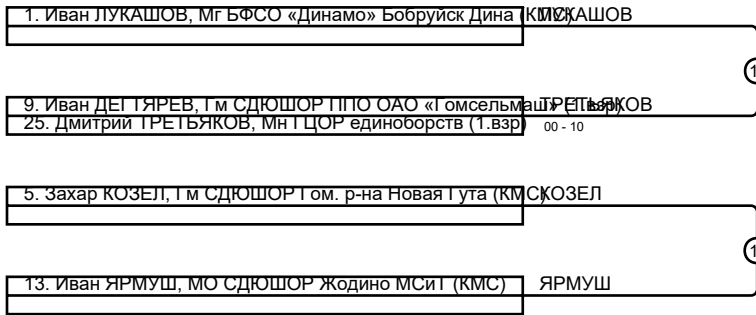 1. Иван ЛУКАШОВ, Мг БФСО «Динамо» Бобруйск Дина (КМС) ЛУКАШОВ
1
9. Иван ДЕГТЯРЕВ, Гм СДЮШОР ППО ОАО «Гомсельмаш» (1.взр) ТРЕТЬЯКОВ
25. Дмитрий ТРЕТЬЯКОВ, Мн ГЦОР единоборств (1.взр) 00 - 10
5. Захар КОЗЕЛ, Гм СДЮШОР Гом. р-на Новая Гута (КМС) КОЗЕЛ
1
13. Иван ЯРМУШ, МО СДЮШОР Жодино МСиТ (КМС) ЯРМУШ